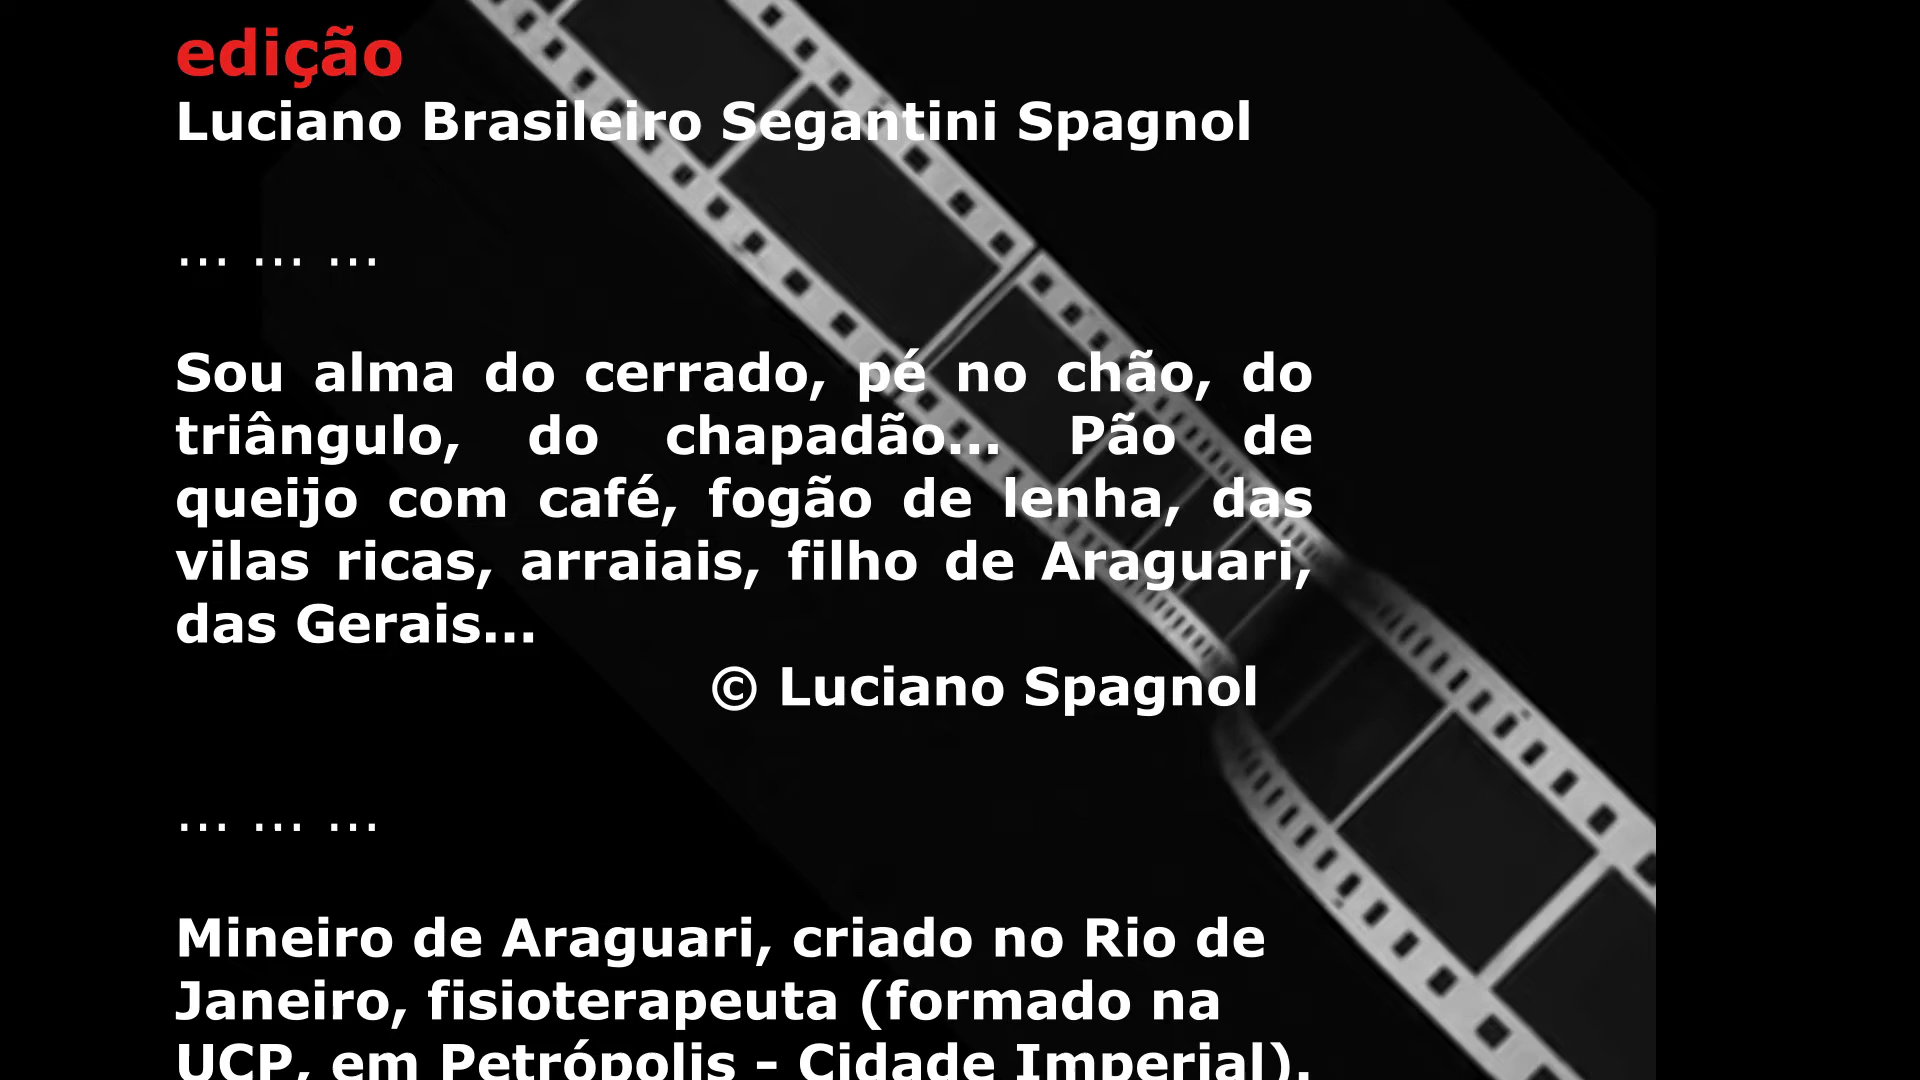 edição
Luciano Brasileiro Segantini Spagnol
... ... ...
Sou alma do cerrado, pé no chão, do
triângulo, do chapadão... Pão de
queijo com café, fogão de lenha, das
vilas ricas, arraiais, filho de Araguari,
das Gerais...
© Luciano Spagnol
... ... ...
Mineiro de Araguari, criado no Rio de
Janeiro, fisioterapeuta (formado na
UCP, em Petrópolis – Cidade Imperial).